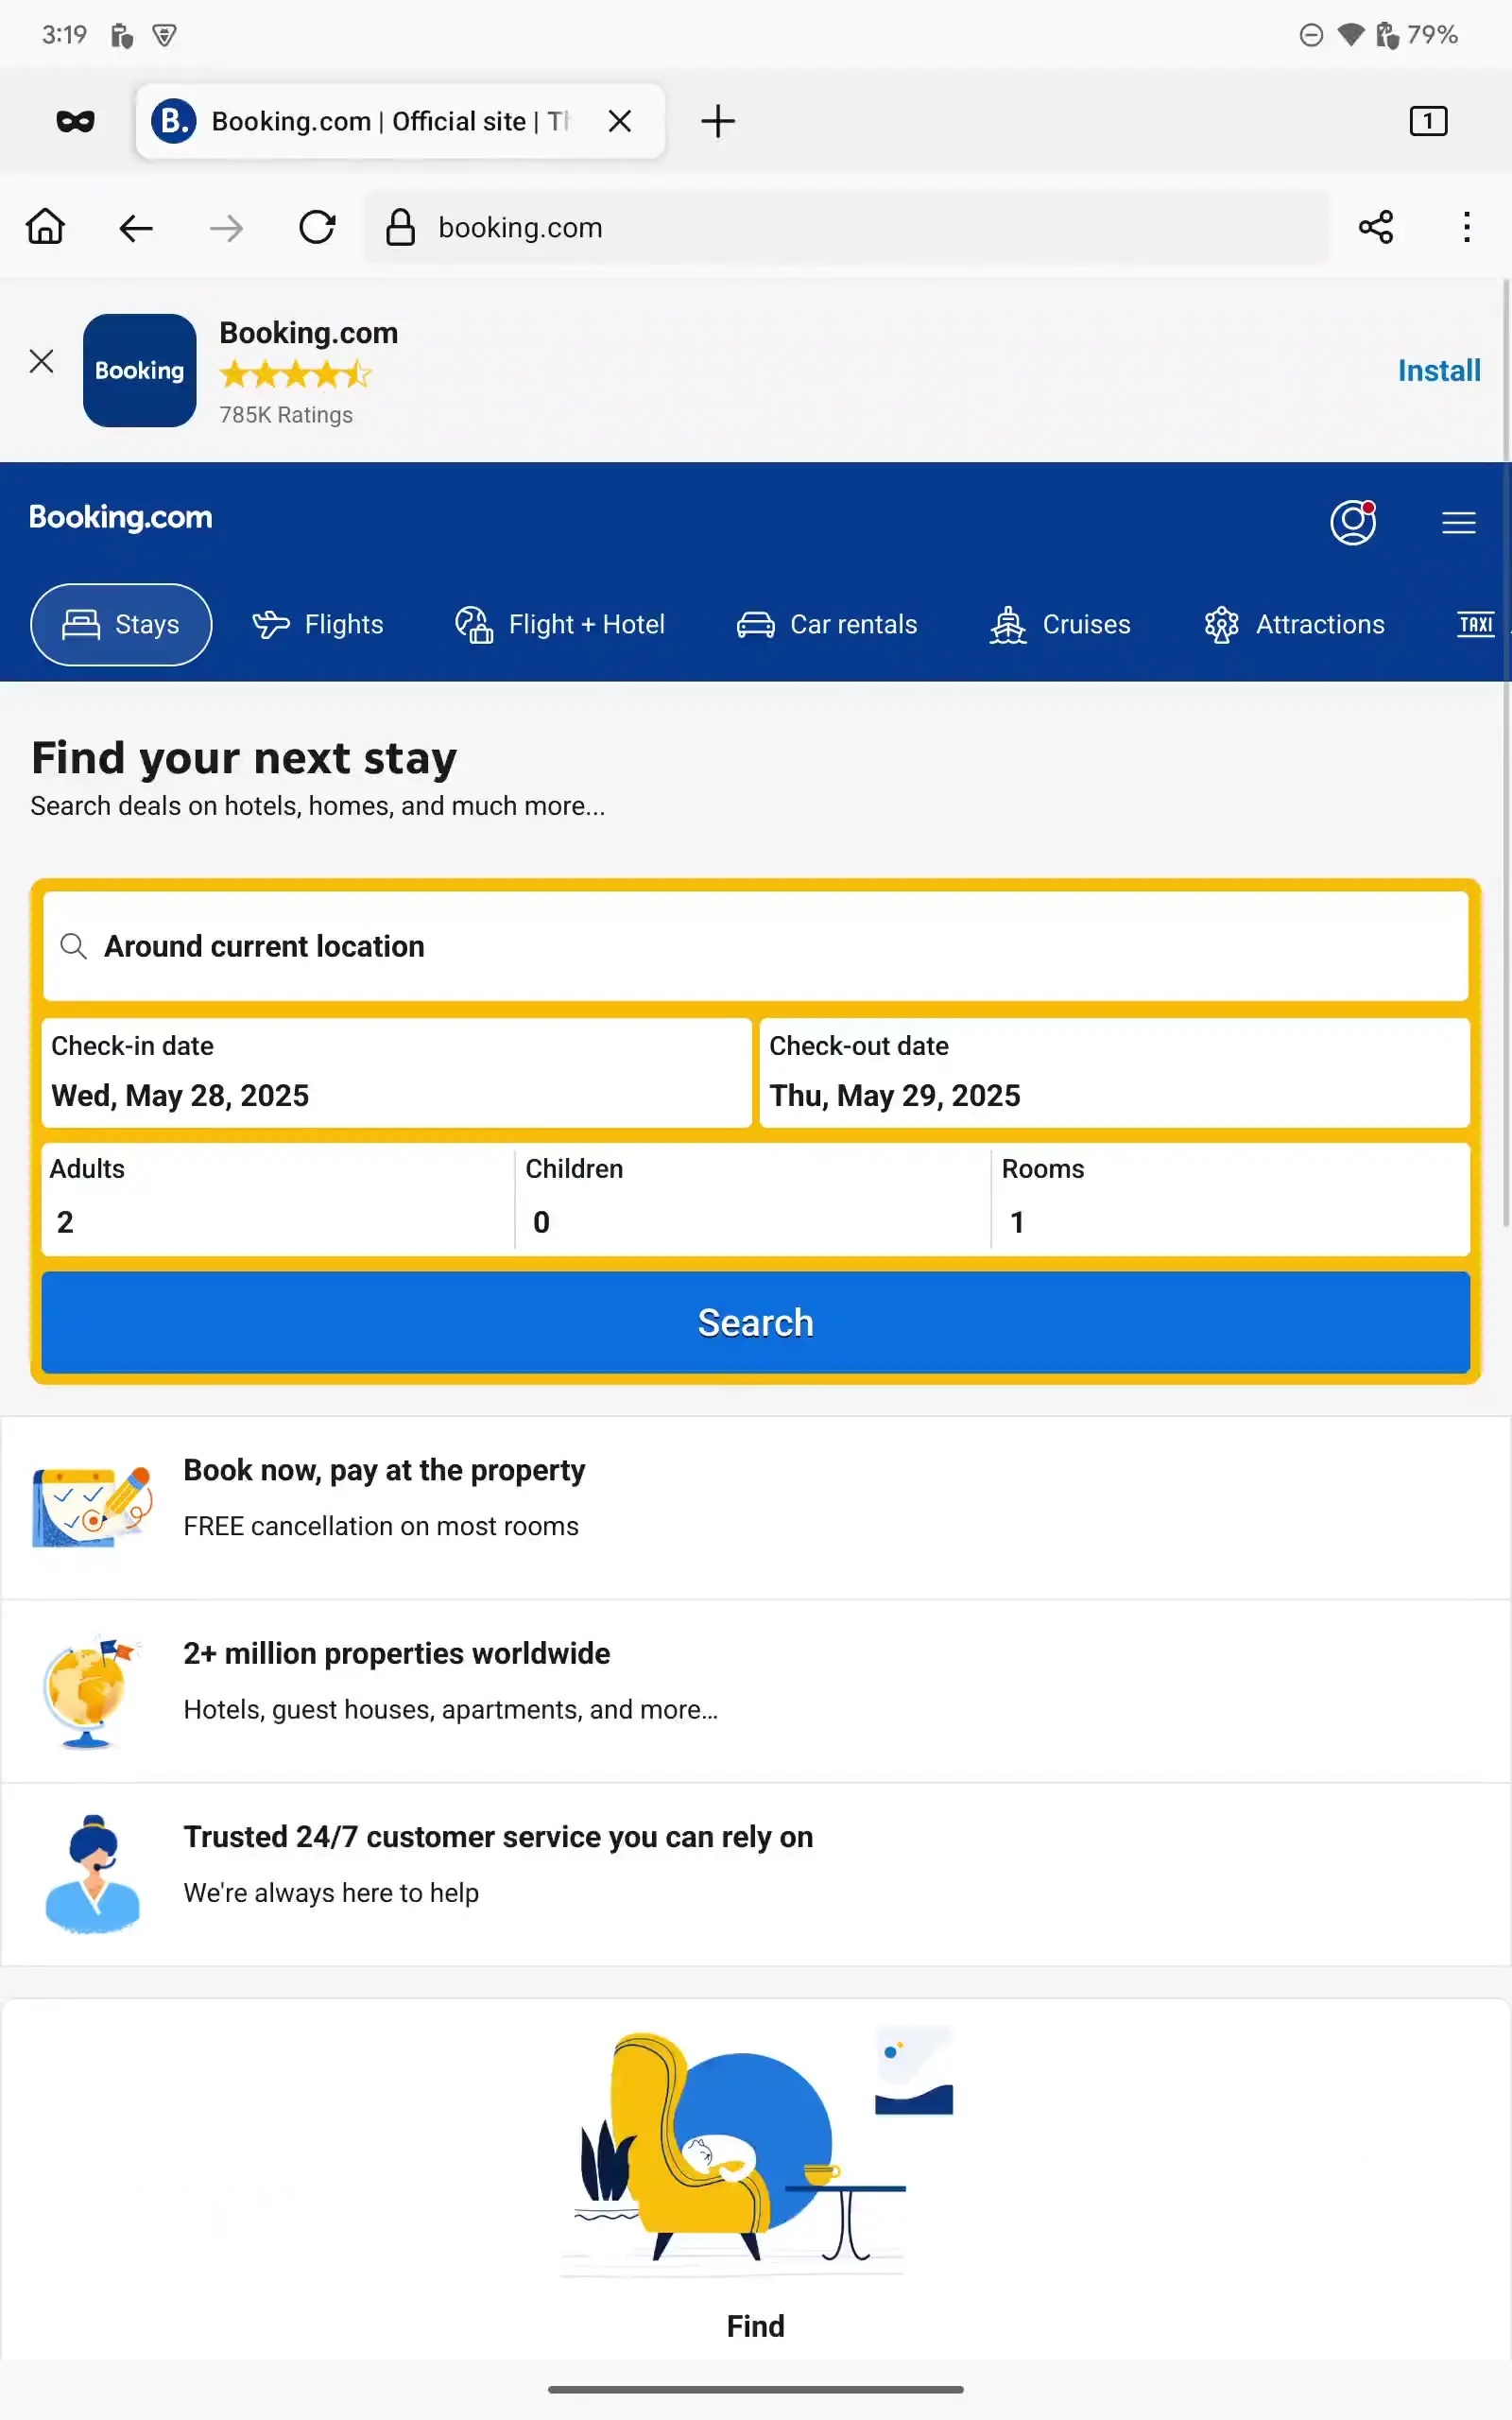 3:19
79%
B. Booking.com | Official site | Th
1
booking.com
Booking
Booking.com
785K Ratings
Install
Booking.com
Stays
Flights
Flight + Hotel
Car rentals
Cruises
Attractions
TAXI
Find your next stay
Search deals on hotels, homes, and much more...
Around current location
Check-in date
Wed, May 28, 2025
Check-out date
Thu, May 29, 2025
Adults
2
Children
0
Rooms
1
Search
Book now, pay at the property
FREE cancellation on most rooms
2+ million properties worldwide
Hotels, guest houses, apartments, and more...
Trusted 24/7 customer service you can rely on
We're always here to help
Find